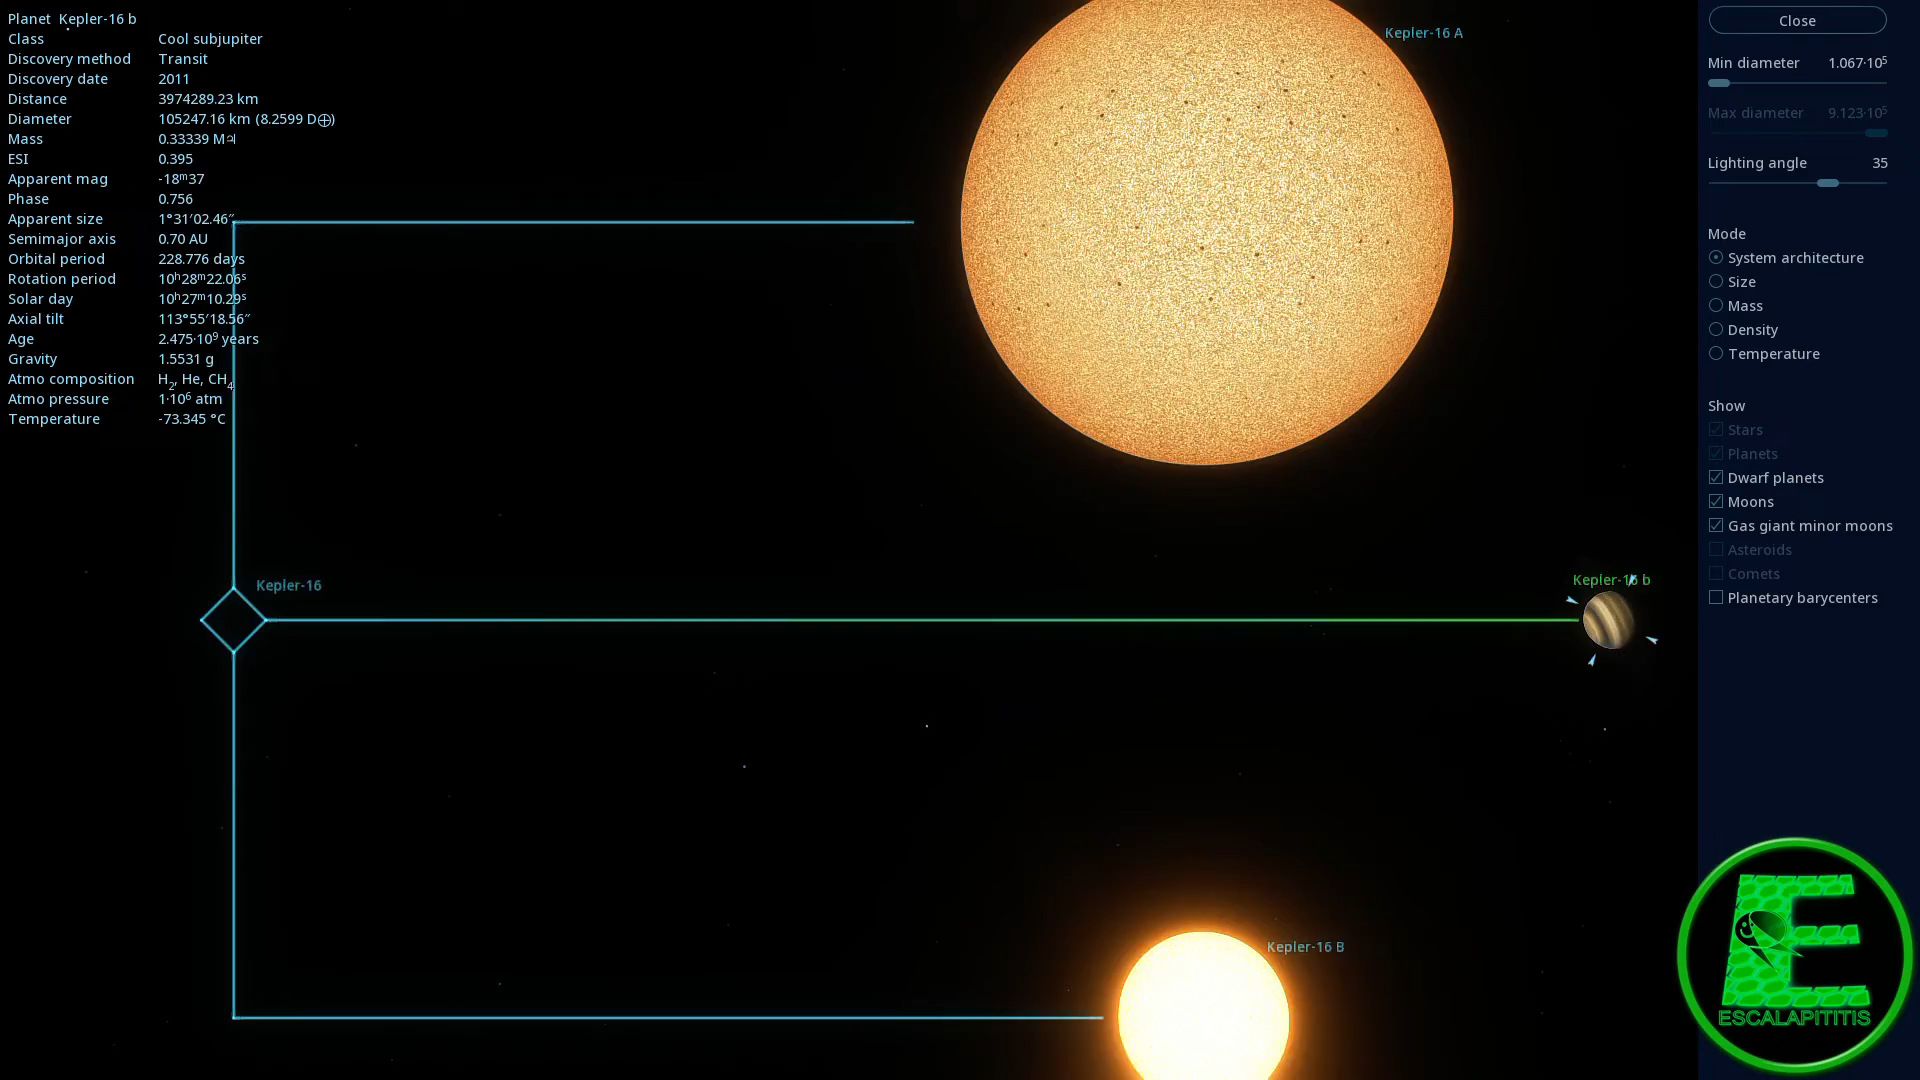 Planet Kepler-16 b
Class Cool subjupiter
Discovery method Transit
Discovery date 2011
Distance 3974289.23 km
Diameter 105247.16 km (8.2599 D⊕)
Mass 0.33339 M♃
ESI 0.395
Apparent mag -18ᵐ37
Phase 0.756
Apparent size 1°31′02.46″
Semimajor axis 0.70 AU
Orbital period 228.776 days
Rotation period 10ʰ28ᵐ22.06ˢ
Solar day 10ʰ27ᵐ10.29ˢ
Axial tilt 113°55′18.56″
Age 2.475·10⁹ years
Gravity 1.5531 g
Atmo composition H₂, He, CH₄
Atmo pressure 1·10⁶ atm
Temperature -73.345 °C
Kepler-16 A
Kepler-16
Kepler-16 b
Kepler-16 B
Close
Min diameter 1.067·10⁵
Max diameter 9.123·10⁵
Lighting angle 35
Mode
System architecture
Size
Mass
Density
Temperature
Show
Stars
Planets
Dwarf planets
Moons
Gas giant minor moons
Asteroids
Comets
Planetary barycenters
E
ESCALAPITITIS